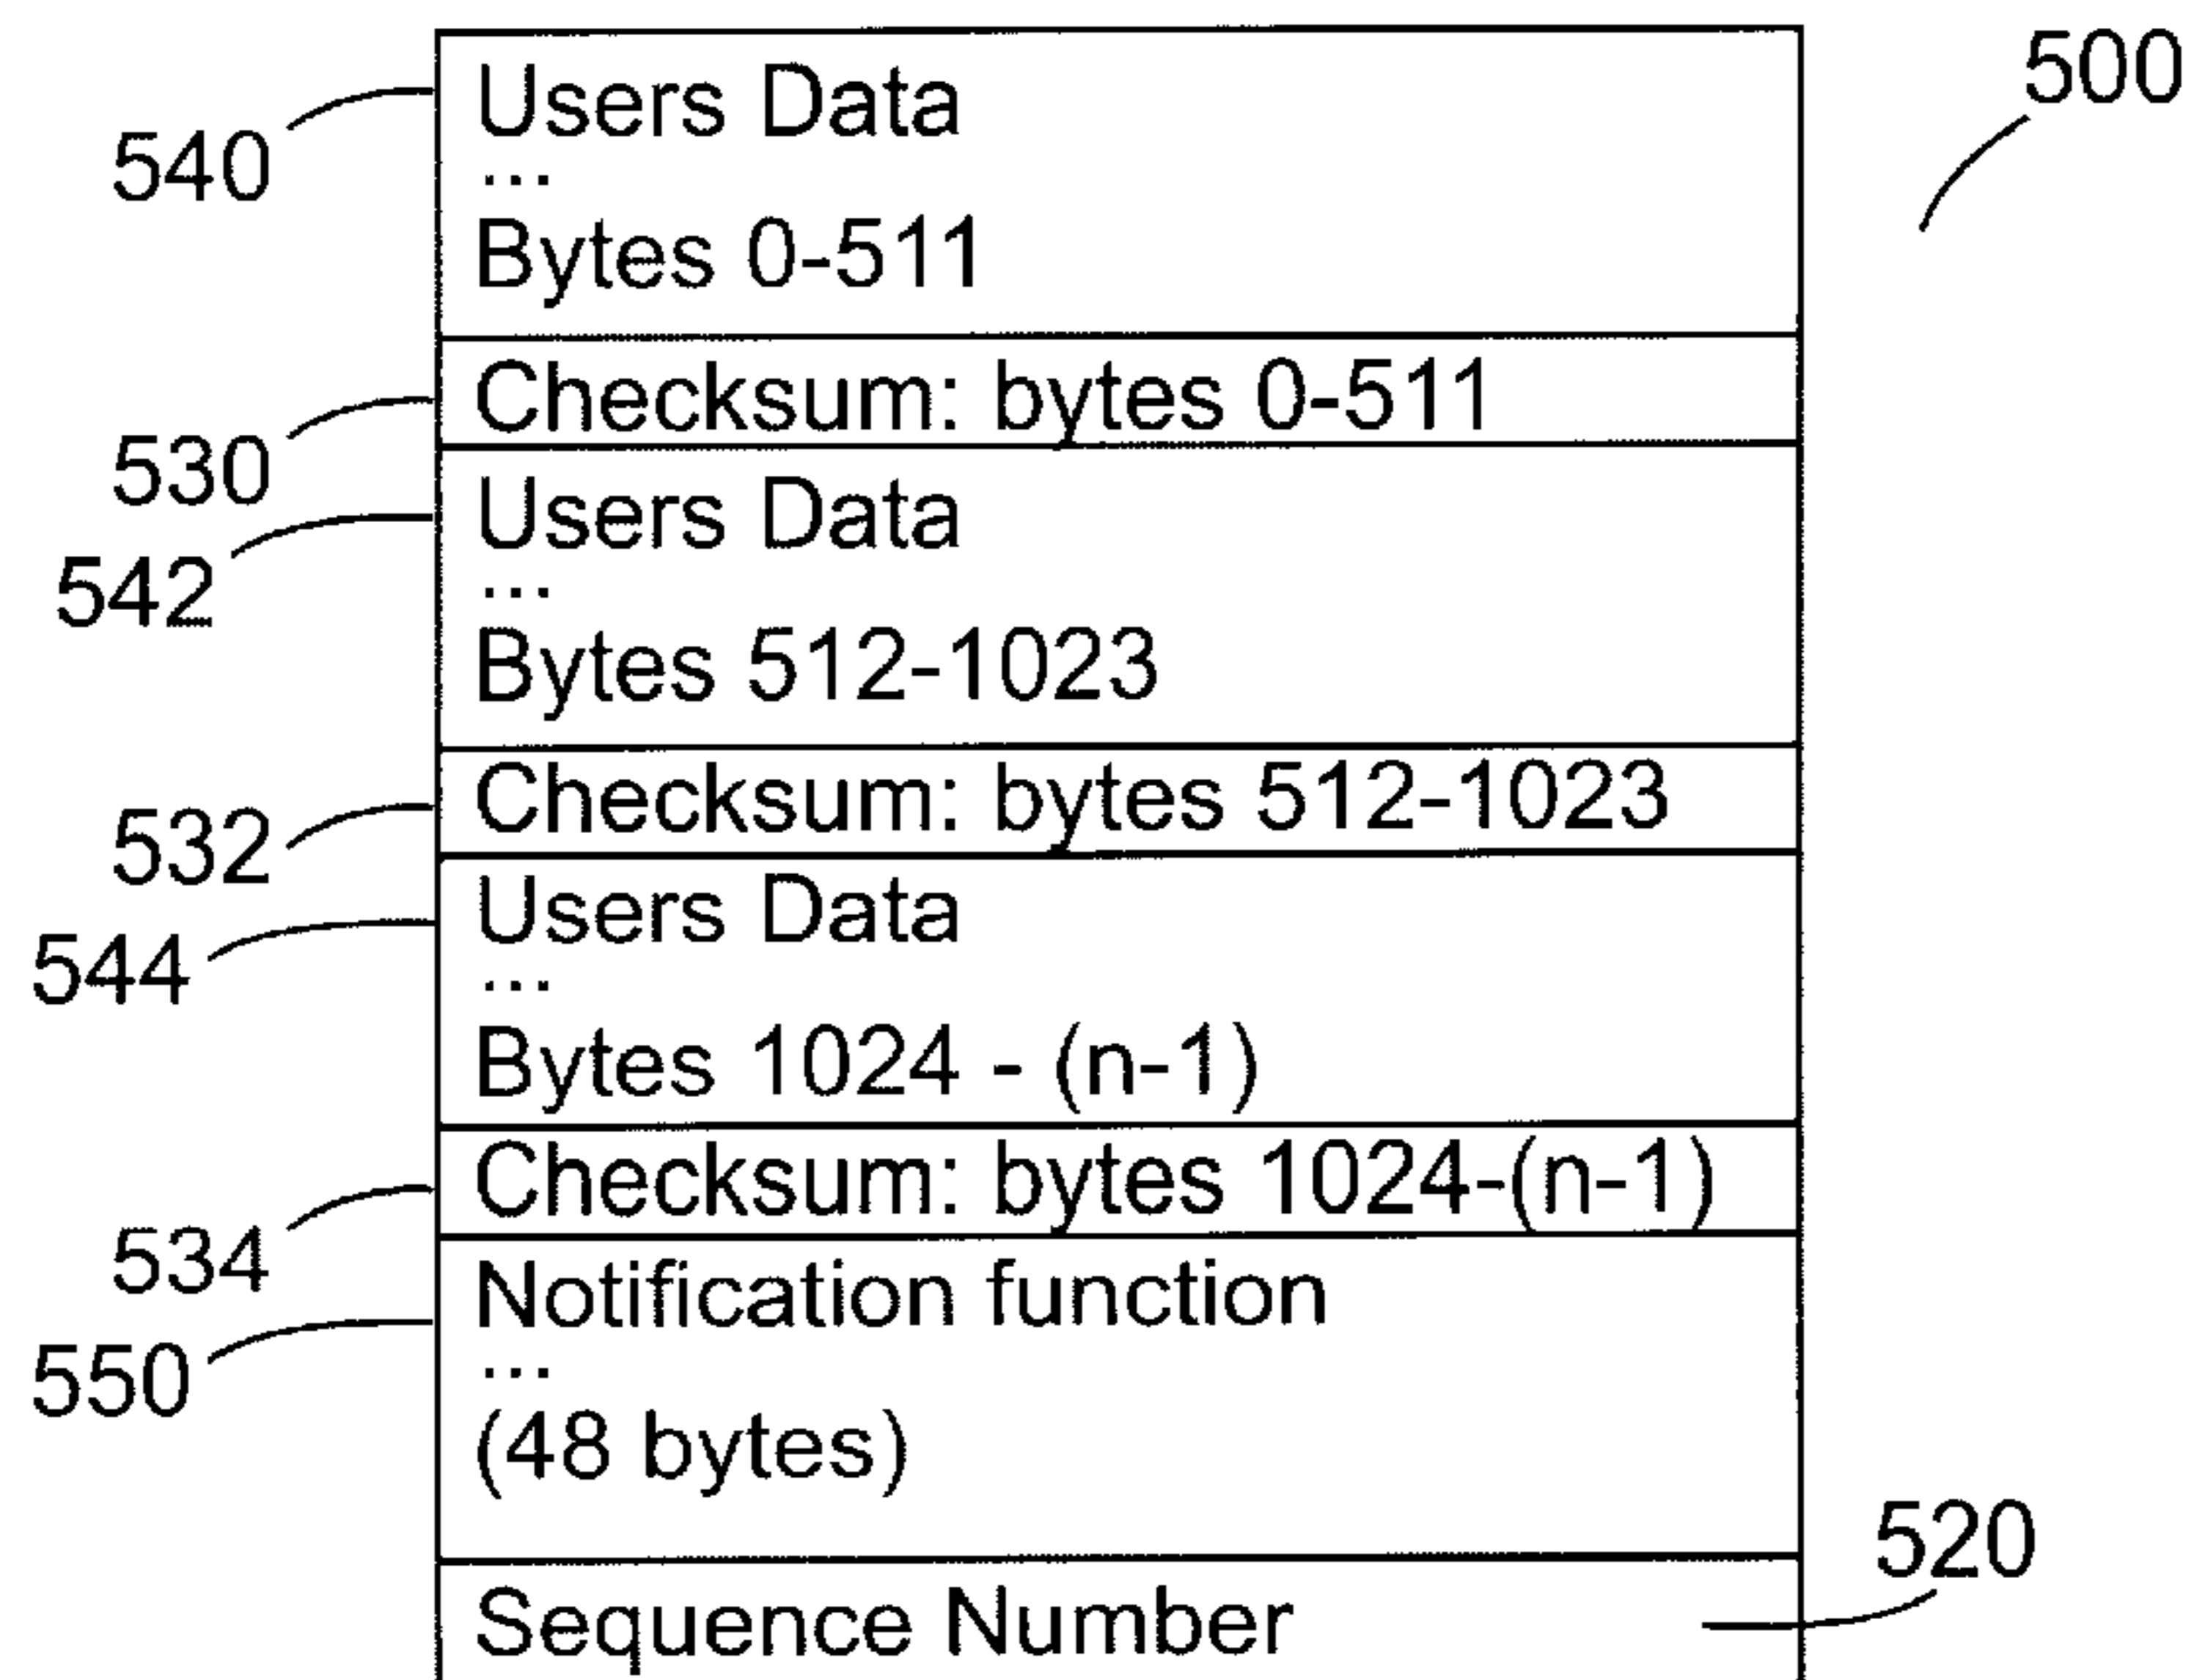 500
540
Users Data
...
Bytes 0-511
530
Checksum: bytes 0-511
542
Users Data
...
Bytes 512-1023
532
Checksum: bytes 512-1023
544
Users Data
...
Bytes 1024 - (n-1)
534
Checksum: bytes 1024-(n-1)
550
Notification function
...
(48 bytes)
520
Sequence Number